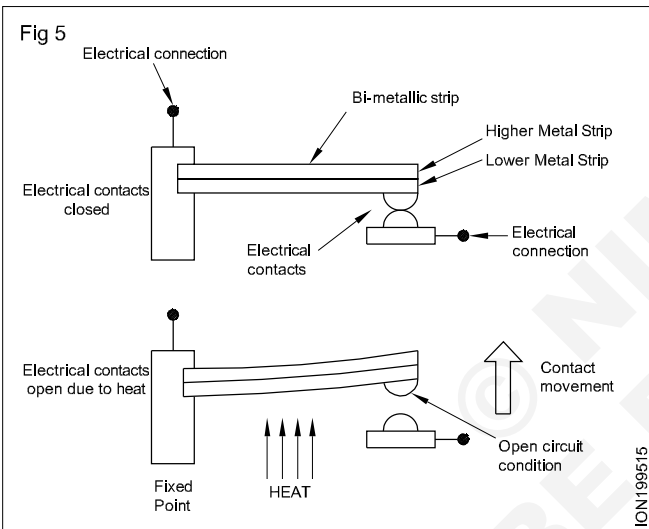 Fig 5
Electrical connection
Bi-metallic strip
Higher Metal Strip
Lower Metal Strip
Electrical contacts
closed
Electrical
contacts
Electrical
connection
Electrical contacts
open due to heat
Contact
movement
Open circuit
condition
Fixed
Point
HEAT
ION199515